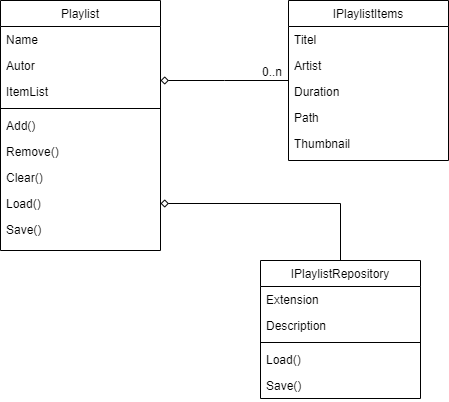 Playlist
Name
Autor
ItemList
Add()
Remove()
Clear()
Load()
Save()
0..n
IPlaylistItems
Titel
Artist
Duration
Path
Thumbnail
IPlaylistRepository
Extension
Description
Load()
Save()